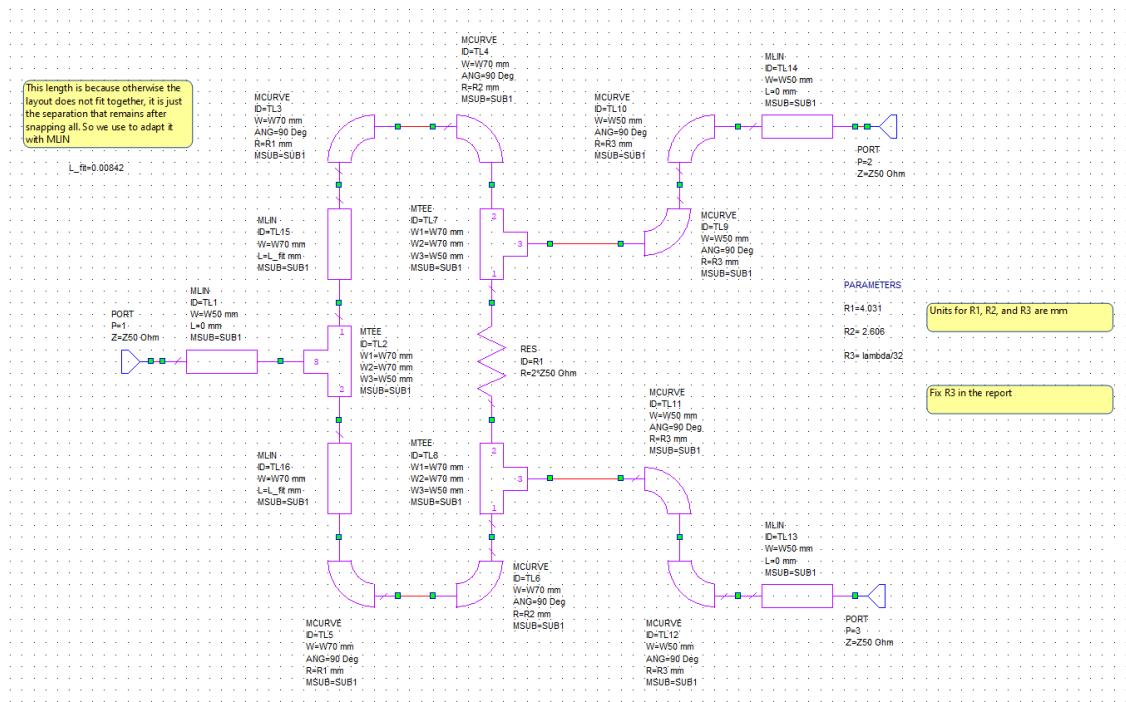 This length is because otherwise the
layout does not fit together, it is just
the separation that remains after
snapping all. So we use to adapt it
with MLIN
L_fit=0.00842
MCURVE
ID=TL3
W=W70 mm
ANG=90 Deg
R=R1 mm
MSUB=SUB1
MCURVE
ID=TL4
W=W70 mm
ANG=90 Deg
R=R2 mm
MSUB=SUB1
MCURVE
ID=TL10
W=W50 mm
ANG=90 Deg
R=R3 mm
MSUB=SUB1
MLIN
ID=TL14
W=W50 mm
L=0 mm
MSUB=SUB1
PORT
P=2
Z=Z50 Ohm
MLIN
ID=TL15
W=W70 mm
L=L_fit mm
MSUB=SUB1
MTEE
ID=TL7
W1=W70 mm
W2=W70 mm
W3=W50 mm
MSUB=SUB1
2
3
1
MCURVE
ID=TL9
W=W50 mm
ANG=90 Deg
R=R3 mm
MSUB=SUB1
PORT
P=1
Z=Z50 Ohm
MLIN
ID=TL1
W=W50 mm
L=0 mm
MSUB=SUB1
1
3
2
MTEE
ID=TL2
W1=W70 mm
W2=W70 mm
W3=W50 mm
MSUB=SUB1
RES
ID=R1
R=2*Z50 Ohm
PARAMETERS
R1=4.031
R2= 2.606
R3= lambda/32
Units for R1, R2, and R3 are mm
Fix R3 in the report
MLIN
ID=TL16
W=W70 mm
L=L_fit mm
MSUB=SUB1
MTEE
ID=TL8
W1=W70 mm
W2=W70 mm
W3=W50 mm
MSUB=SUB1
2
3
1
MCURVE
ID=TL11
W=W50 mm
ANG=90 Deg
R=R3 mm
MSUB=SUB1
MLIN
ID=TL13
W=W50 mm
L=0 mm
MSUB=SUB1
MCURVE
ID=TL5
W=W70 mm
ANG=90 Deg
R=R1 mm
MSUB=SUB1
MCURVE
ID=TL6
W=W70 mm
ANG=90 Deg
R=R2 mm
MSUB=SUB1
MCURVE
ID=TL12
W=W50 mm
ANG=90 Deg
R=R3 mm
MSUB=SUB1
PORT
P=3
Z=Z50 Ohm